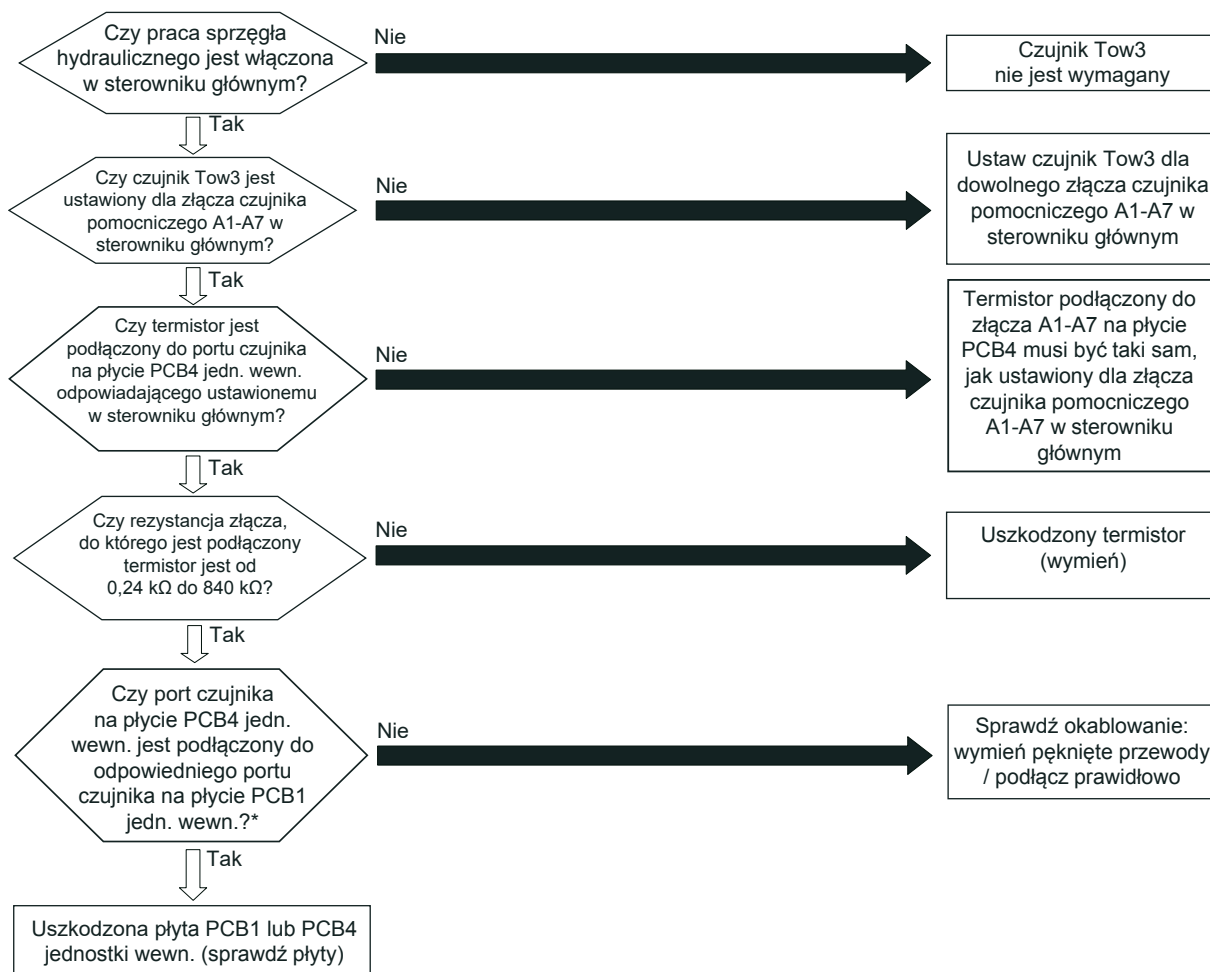 Czy praca sprzęgła
hydraulicznego jest włączona
w sterowniku głównym?
Nie
Czujnik Tow3
nie jest wymagany
Tak
Czy czujnik Tow3 jest
ustawiony dla złącza czujnika
pomocniczego A1-A7 w
sterowniku głównym?
Nie
Ustaw czujnik Tow3 dla
dowolnego złącza czujnika
pomocniczego A1-A7 w
sterowniku głównym
Tak
Czy termistor jest
podłączony do portu czujnika
na płycie PCB4 jedn. wewn.
odpowiadającego ustawionemu
w sterowniku głównym?
Nie
Termistor podłączony do
złącza A1-A7 na płycie
PCB4 musi być taki sam,
jak ustawiony dla złącza
czujnika pomocniczego
A1-A7 w sterowniku
głównym
Tak
Czy rezystancja złącza,
do którego jest podłączony
termistor jest od
0,24 kΩ do 840 kΩ?
Nie
Uszkodzony termistor
(wymień)
Tak
Czy port czujnika
na płycie PCB4 jedn.
wewn. jest podłączony do
odpowiedniego portu
czujnika na płycie PCB1
jedn. wewn.?*
Nie
Sprawdź okablowanie:
wymień pęknięte przewody
/ podłącz prawidłowo
Tak
Uszkodzona płyta PCB1 lub PCB4
jednostki wewn. (sprawdź płyty)